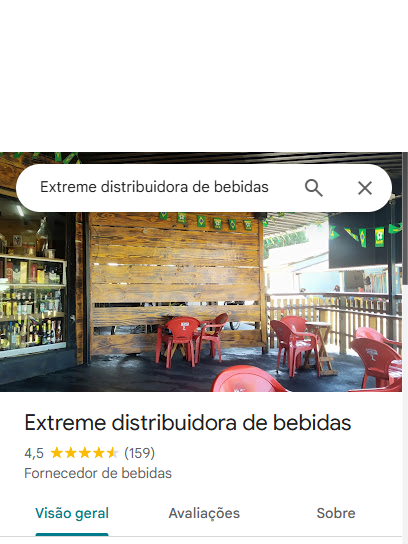 Extreme distribuidora de bebidas
Extreme distribuidora de bebidas
4,5 (159)
Fornecedor de bebidas
Visão geral Avaliações Sobre